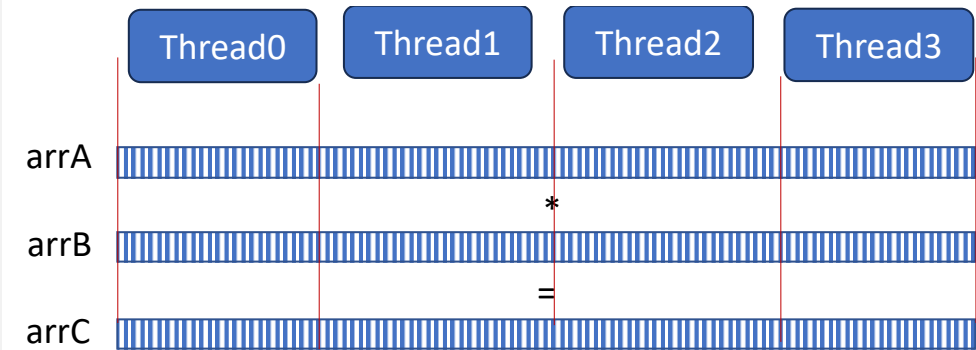 Thread0 Thread1 Thread2 Thread3
arrA
*
arrB
=
arrC